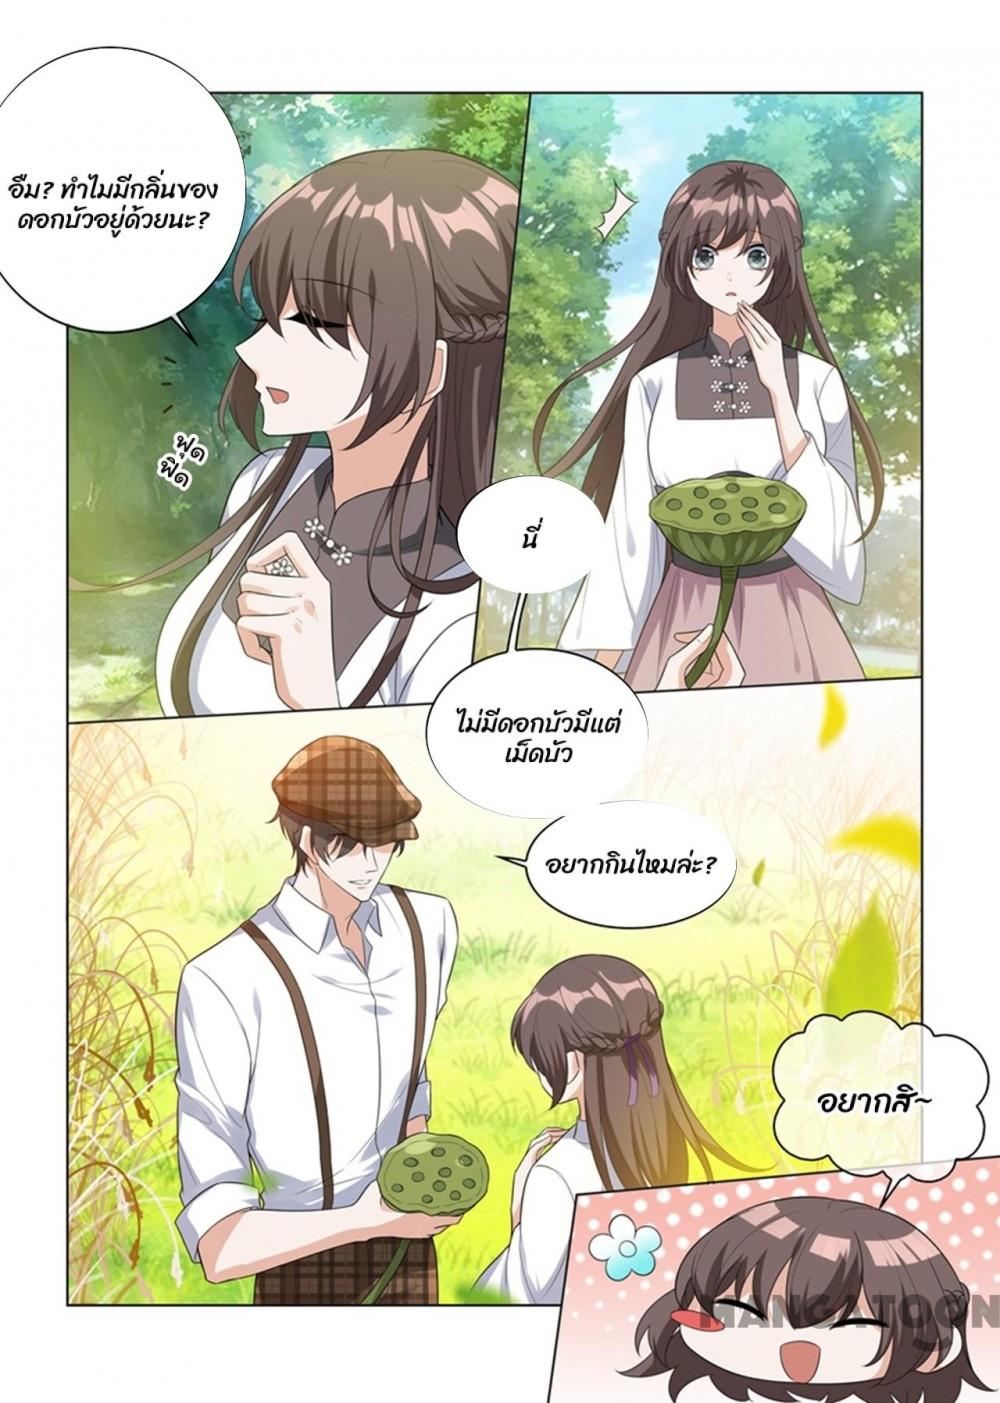 อืม? ทำไมมีกลิ่นของ
ดอกบัวอยู่ด้วยนะ?
ฟุด
ฟิด
นี่
ไม่มีดอกบัวมีแต่
เม็ดบัว
อยากกินไหมล่ะ?
อยากสิ~
MANGATOON